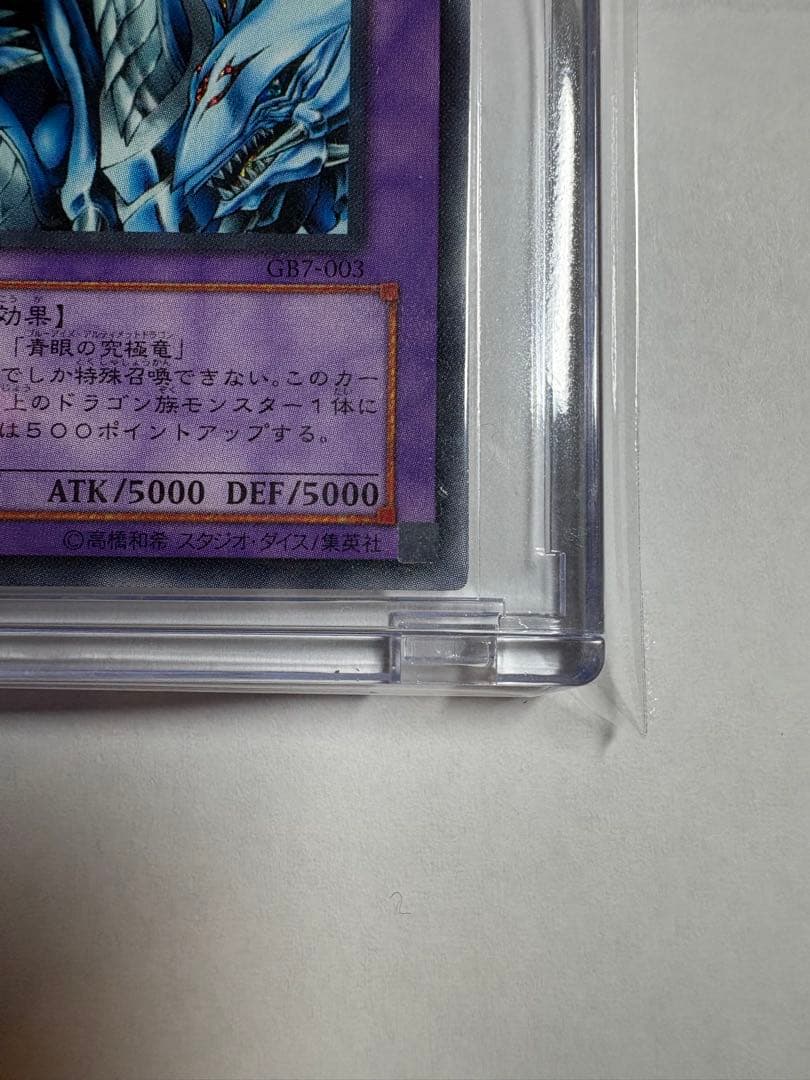 GB7-003
効果】
「青眼の究極竜」
でしか特殊召喚できない。このカー
上のドラゴン族モンスター1体に
は500ポイントアップする。
ATK/5000 DEF/5000
©高橋和希 スタジオ・ダイス/集英社
2